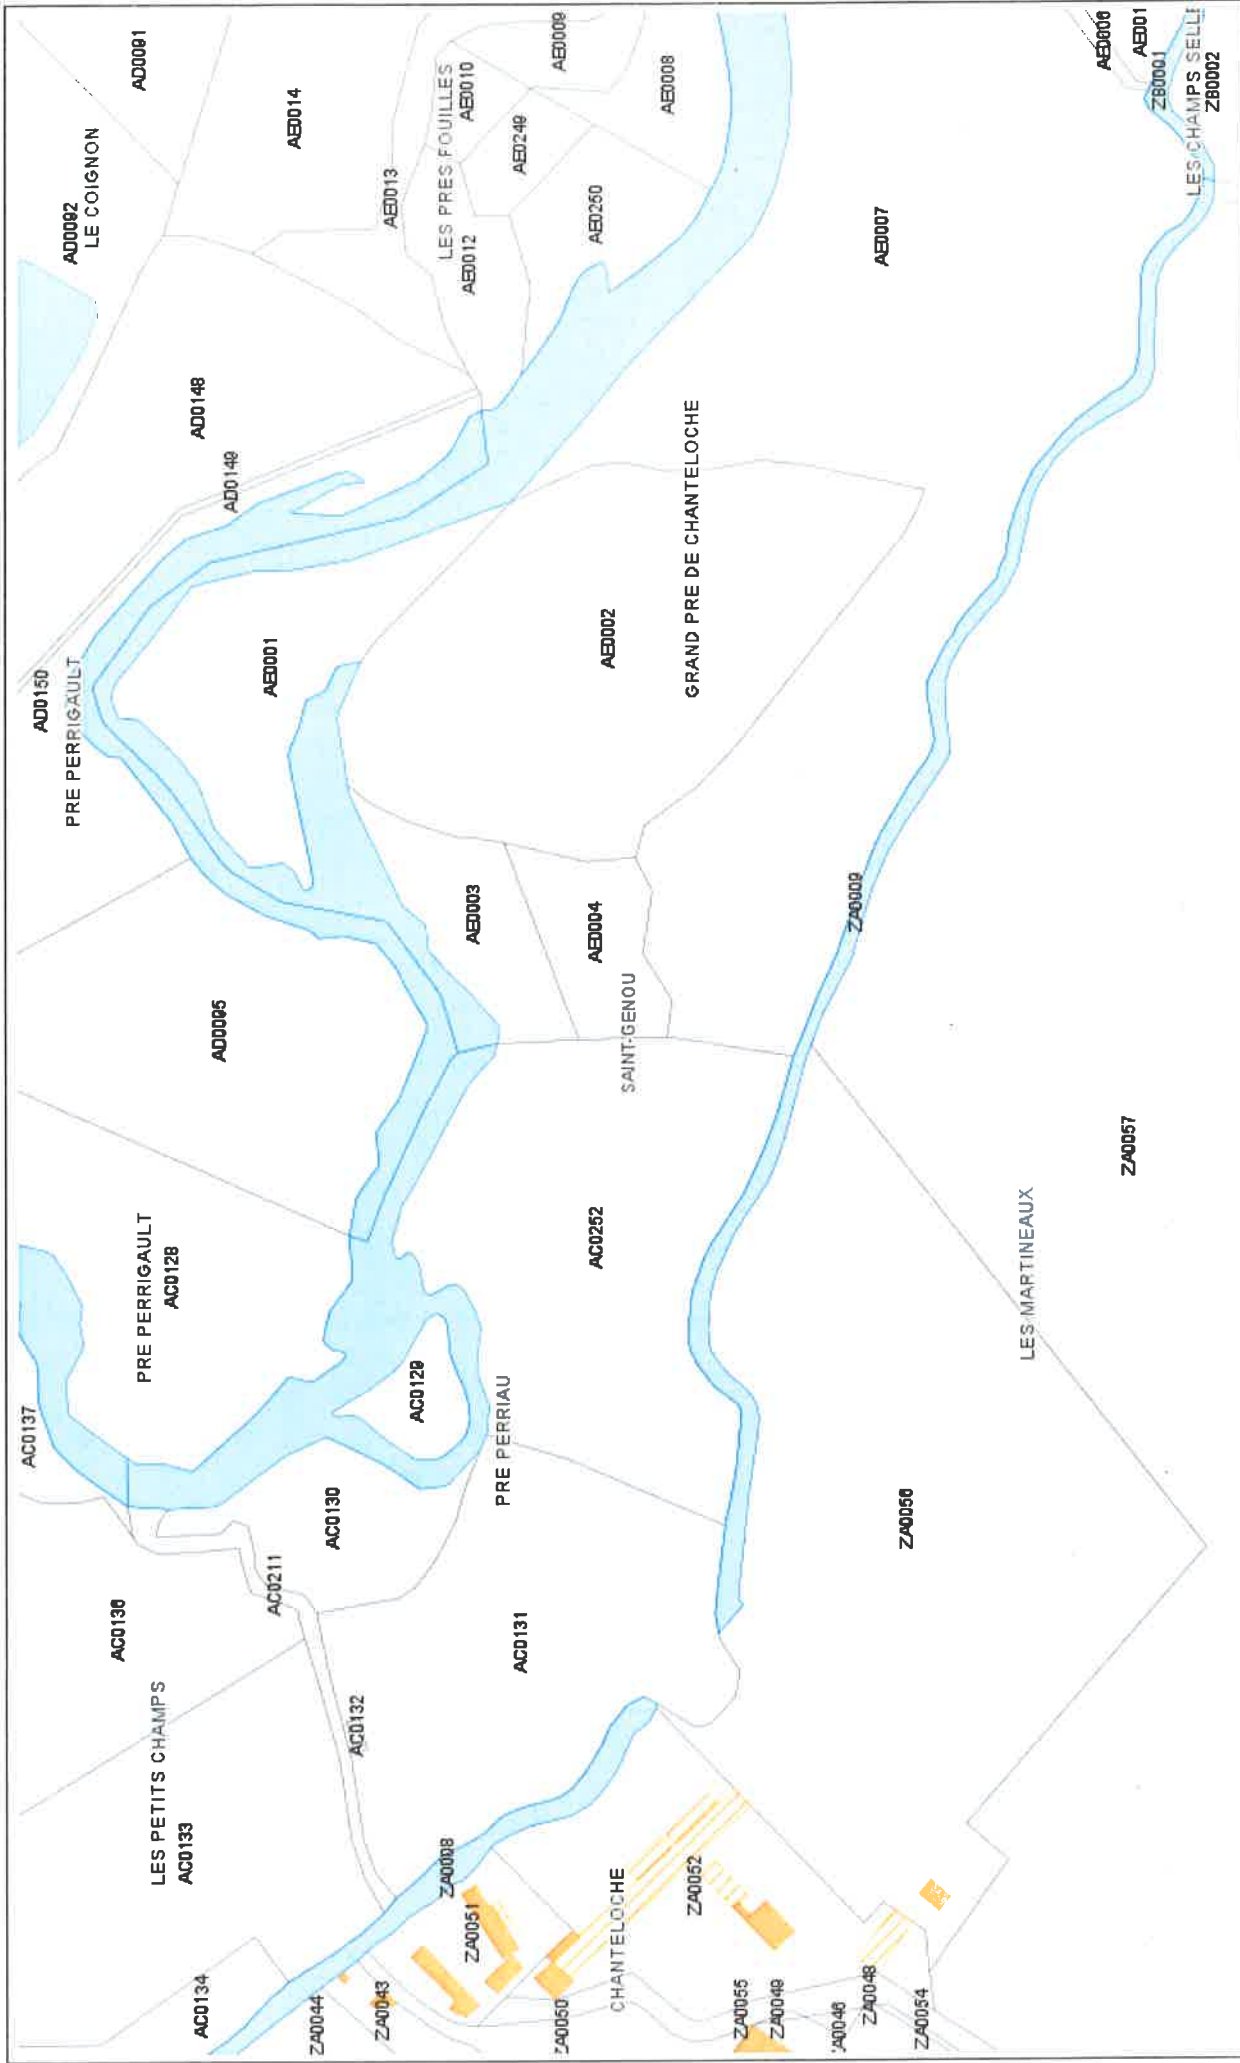 AC0134
LES PETITS CHAMPS
AC0133
AC0136
AC0137
PRE PERRIGAULT
AC0128
AD0095
PRE PERRIGAULT
AD0150
AD0149
AD0148
AD0092
LE COIGNON
AD0091
AE0014
AE0013
LES PRES FOUILLES
AE0010
AE0009
AE0249
AE0008
AE0012
AE0250
AE0001
AC0211
AC0130
AC0132
AC0129
PRE PERRIAU
AC0131
AC0252
AE0003
AE0004
SAINT-GENOU
AE0002
GRAND PRE DE CHANTELOCHE
AE0007
ZA0044
ZA0043
ZA0008
ZA0051
ZA0050
CHANTELOCHE
ZA0052
ZA0055
ZA0049
ZA0048
ZA0054
ZA0056
ZA0009
LES MARTINEAUX
ZA0057
AE0006
AE001
ZB0001
LES CHAMPS SELLE
ZB0002